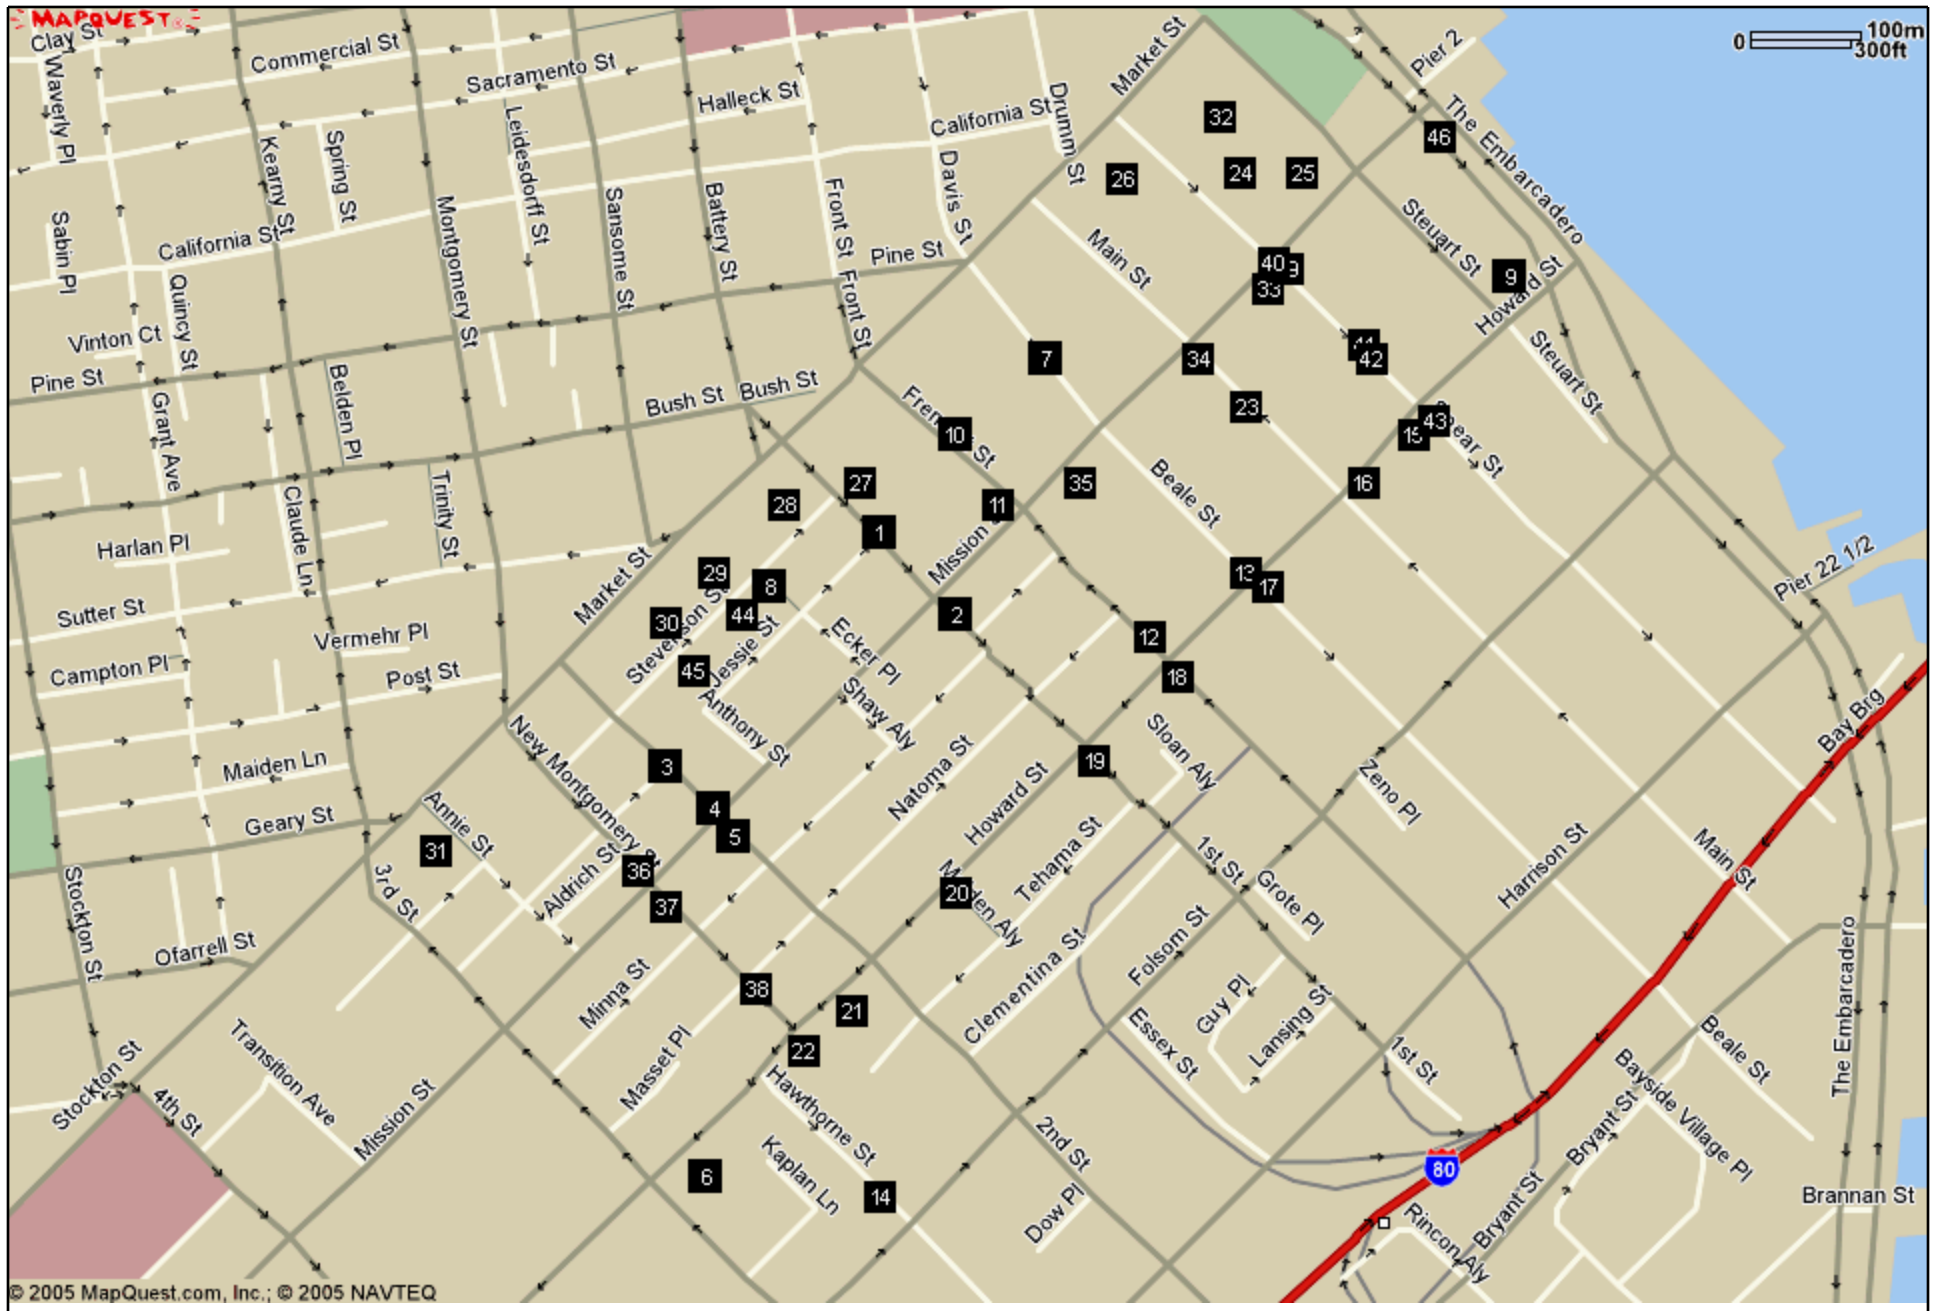 MAPQUEST
Clay St
Commercial St
Sacramento St
Halleck St
California St
Market St
Pier 2
0
100m
300ft
Waverly Pl
Kearny St
Spring St
Leidesdorff St
Drumm St
The Embarcadero
32
46
26
24
25
Sabin Pl
California St
Quincy St
Montgomery St
Sansome St
Battery St
Front St
Davis St
Pine St
Main St
Steuart St
Howard St
40
33
9
Vinton Ct
Pine St
Grant Ave
Belden Pl
Bush St
Bush St
Front St
7
34
42
Steuart St
23
Fremont St
10
15
43
Spear St
Trinity St
Claude Ln
Harlan Pl
27
28
1
11
35
16
Beale St
Mission
Market St
Sutter St
Vermehr Pl
Campton Pl
Post St
29
8
44
30
45
Stevenson St
Jessie St
Anthony St
Ecker Pl
Shaw Aly
2
13
17
12
18
Pier 22 1/2
Bay Brg
Maiden Ln
Geary St
New Montgomery St
3
4
5
Natoma St
Howard St
19
Sloan Aly
Zeno Pl
Main St
Harrison St
Annie St
31
3rd St
Aldrich St
36
37
20
Tehama St
1st St
Grote Pl
Folsom St
Stockton St
Ofarrell St
Minna St
38
21
22
Clementina St
Guy Pl
Lansing St
Essex St
1st St
The Embarcadero
Beale St
Bayside Village Pl
Bryant St
Transition Ave
Masset Pl
Stockton St
4th St
Mission St
Hawthorne St
Kaplan Ln
6
14
2nd St
Dow Pl
80
Rincon Aly
Bryant St
Brannan St
© 2005 MapQuest.com, Inc.; © 2005 NAVTEQ